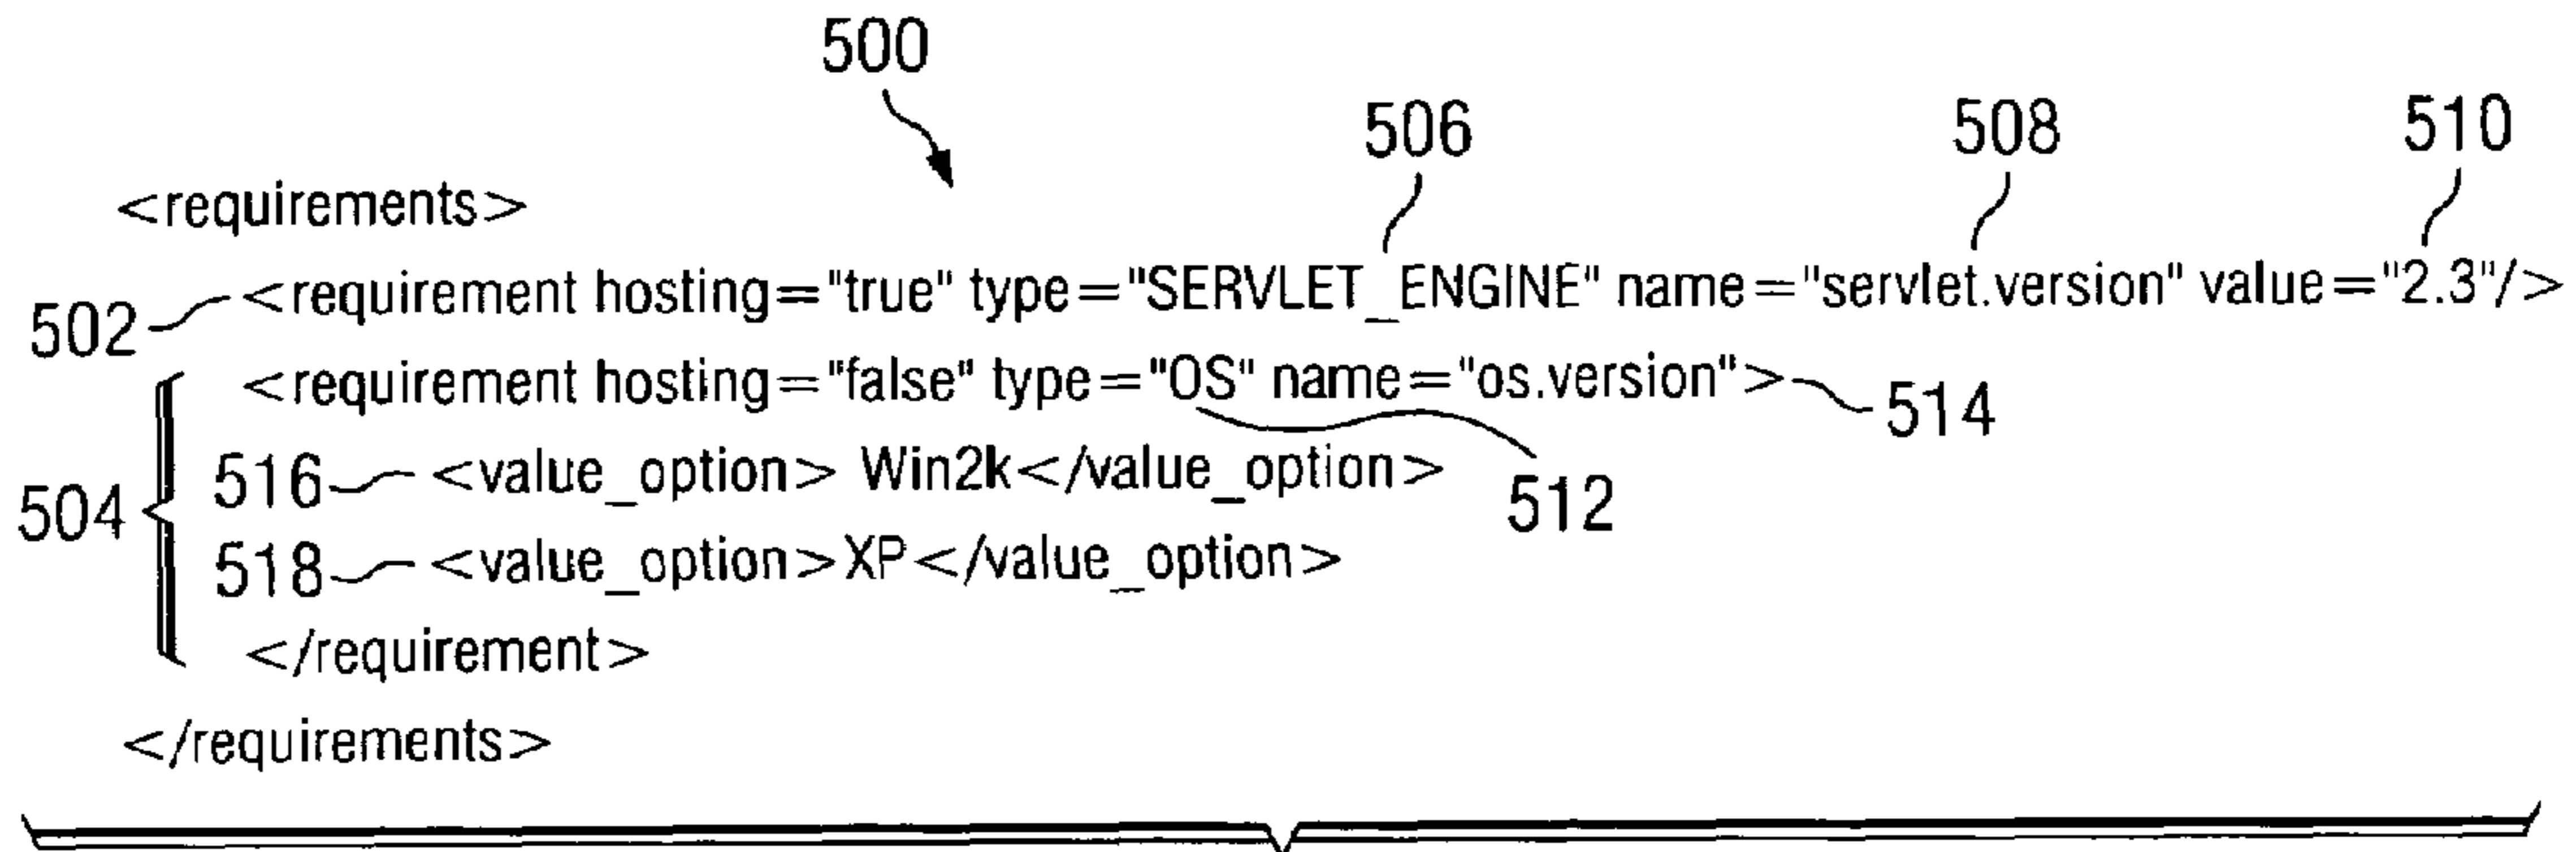 500
506 508 510
<requirements>
502 <requirement hosting="true" type="SERVLET_ENGINE" name="servlet.version" value="2.3"/>
<requirement hosting="false" type="OS" name="os.version"> 514
504 516 <value_option> Win2k</value_option> 512
518 <value_option>XP</value_option>
</requirement>
</requirements>